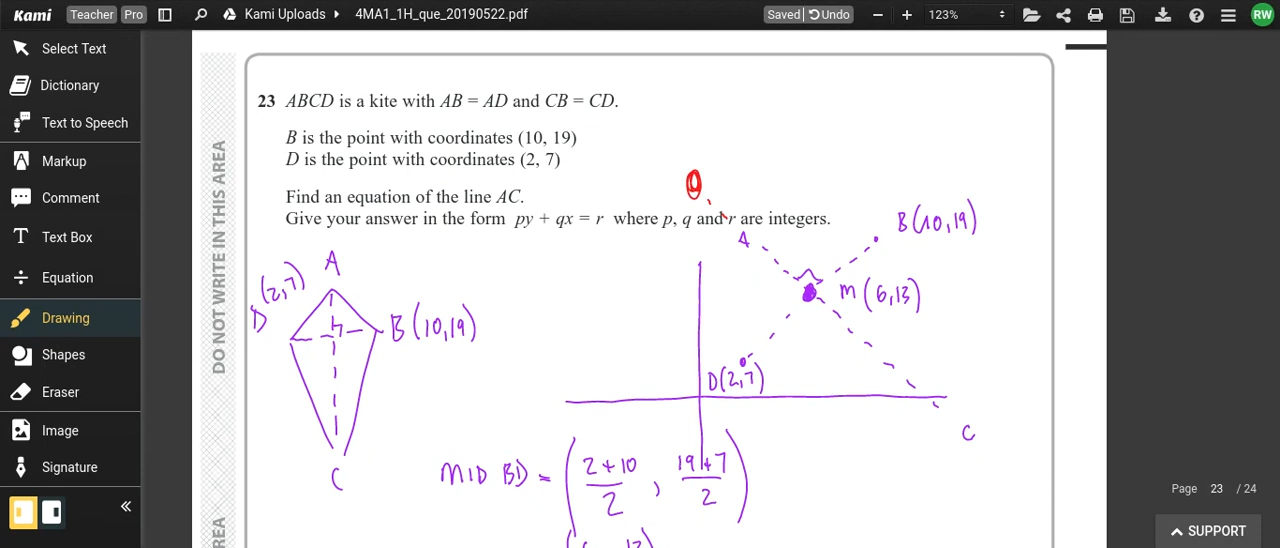 Kami Teacher Pro Kami Uploads 4MA1_1H_que_20190522.pdf Saved Undo 123% RW
Select Text
Dictionary
Text to Speech
Markup
Comment
Text Box
Equation
Drawing
Shapes
Eraser
Image
Signature
DO NOT WRITE IN THIS AREA
AREA
23 ABCD is a kite with AB = AD and CB = CD.
B is the point with coordinates (10, 19)
D is the point with coordinates (2, 7)
Find an equation of the line AC.
Give your answer in the form py + qx = r where p, q and r are integers.
A
D (2,7)
B (10,19)
C
A
B (10,19)
M (6,13)
D (2,7)
C
MID BD = (2+10/2, 19+7/2)
Page 23 / 24
SUPPORT